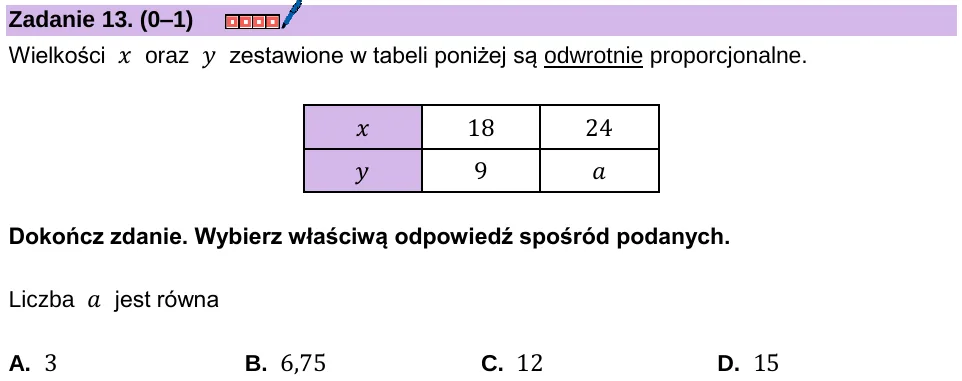 Zadanie 13. (0–1)
Wielkości x oraz y zestawione w tabeli poniżej są odwrotnie proporcjonalne.
x 18 24
y 9 a
Dokończ zdanie. Wybierz właściwą odpowiedź spośród podanych.
Liczba a jest równa
A. 3 B. 6,75 C. 12 D. 15